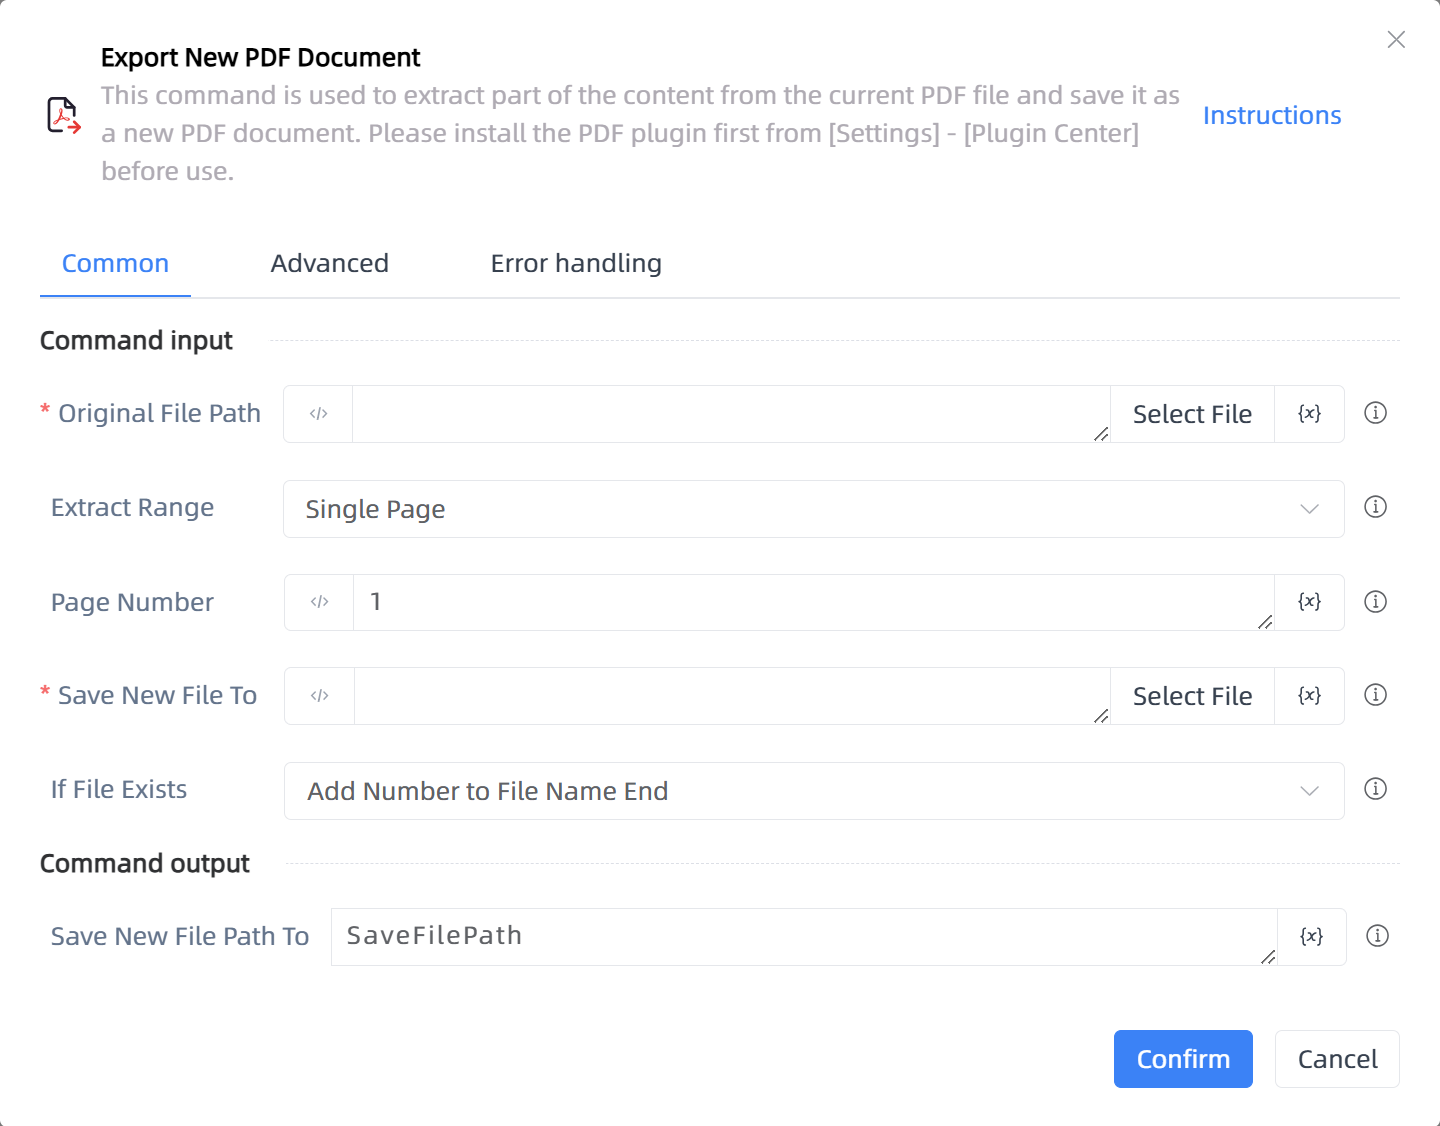 Export New PDF Document
This command is used to extract part of the content from the current PDF file and save it as
a new PDF document. Please install the PDF plugin first from [Settings] - [Plugin Center]
before use.
Instructions
Common Advanced Error handling
Command input
* Original File Path </> Select File {x}
Extract Range Single Page
Page Number </> 1 {x}
* Save New File To </> Select File {x}
If File Exists Add Number to File Name End
Command output
Save New File Path To SaveFilePath {x}
Confirm Cancel